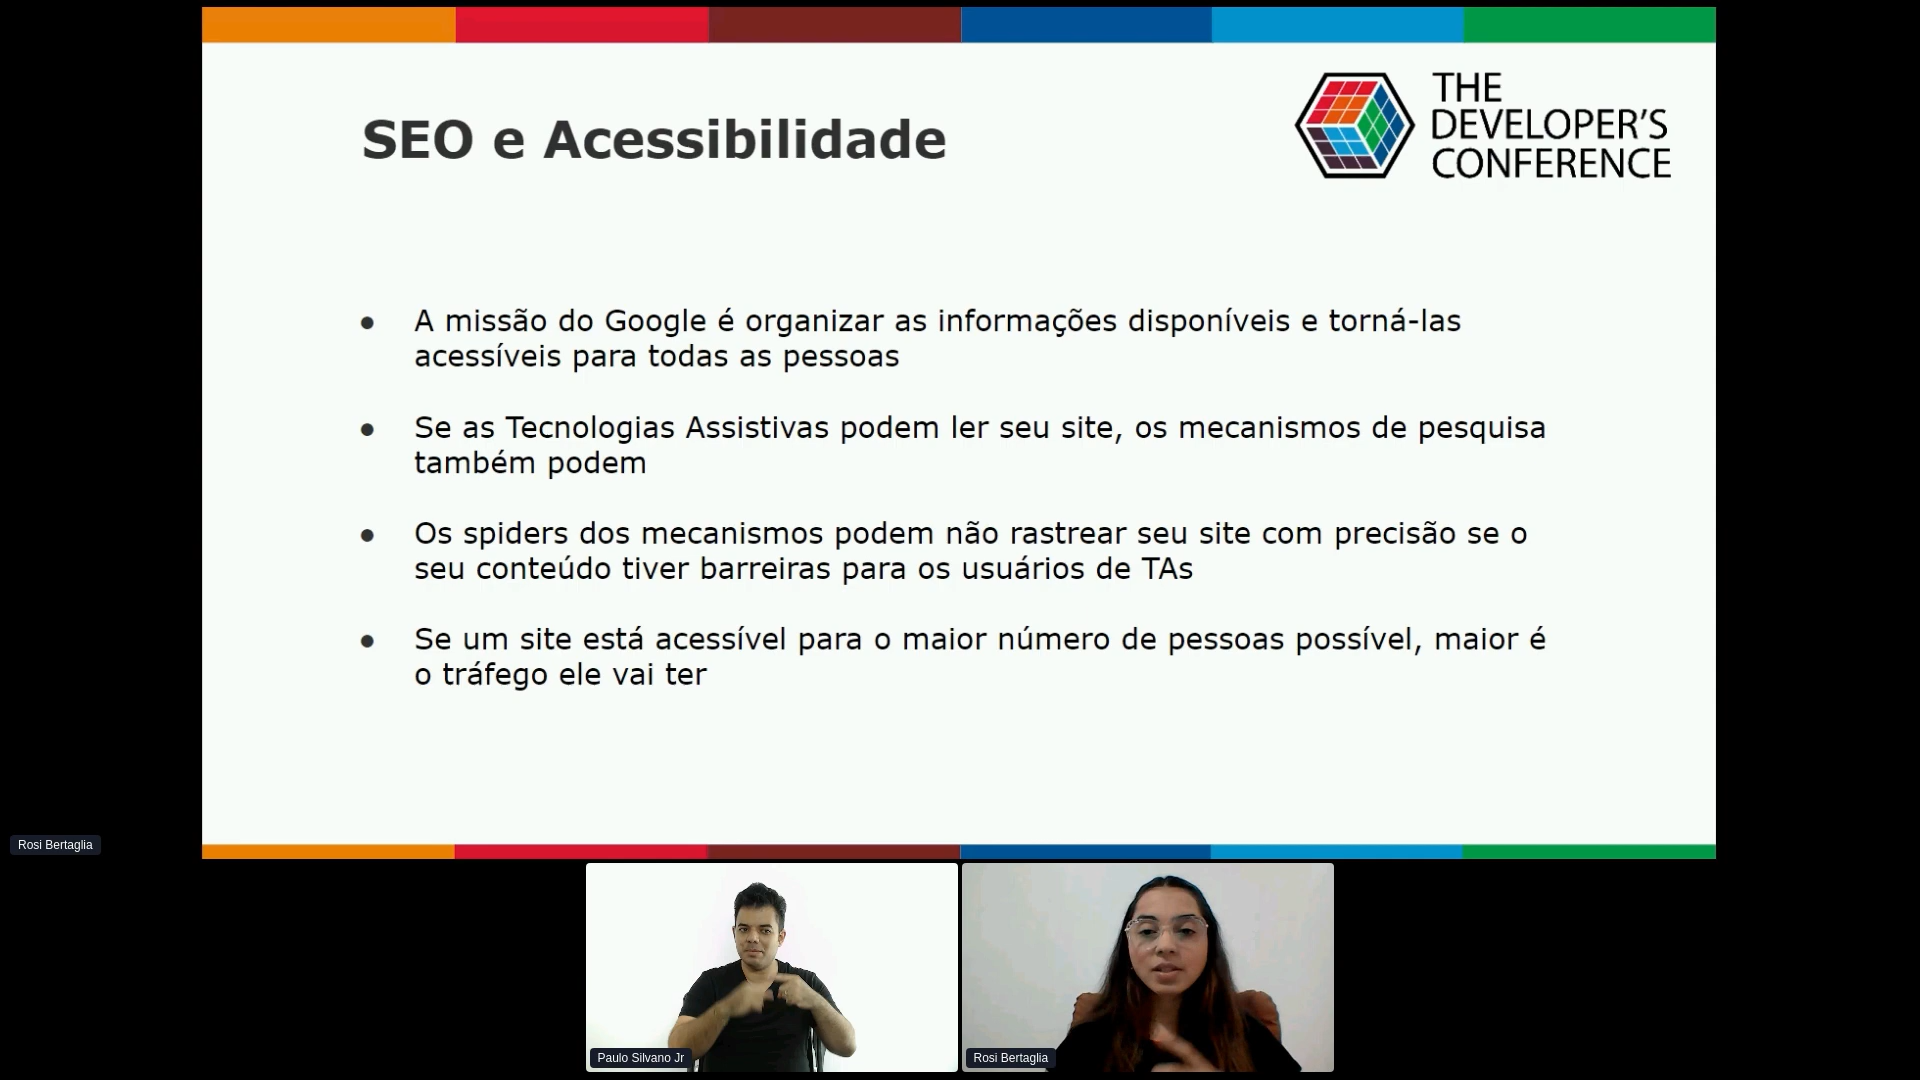 SEO e Acessibilidade
THE
DEVELOPER'S
CONFERENCE
● A missão do Google é organizar as informações disponíveis e torná-las
acessíveis para todas as pessoas
● Se as Tecnologias Assistivas podem ler seu site, os mecanismos de pesquisa
também podem
● Os spiders dos mecanismos podem não rastrear seu site com precisão se o
seu conteúdo tiver barreiras para os usuários de TAs
● Se um site está acessível para o maior número de pessoas possível, maior é
o tráfego ele vai ter
Rosi Bertaglia
Paulo Silvano Jr
Rosi Bertaglia